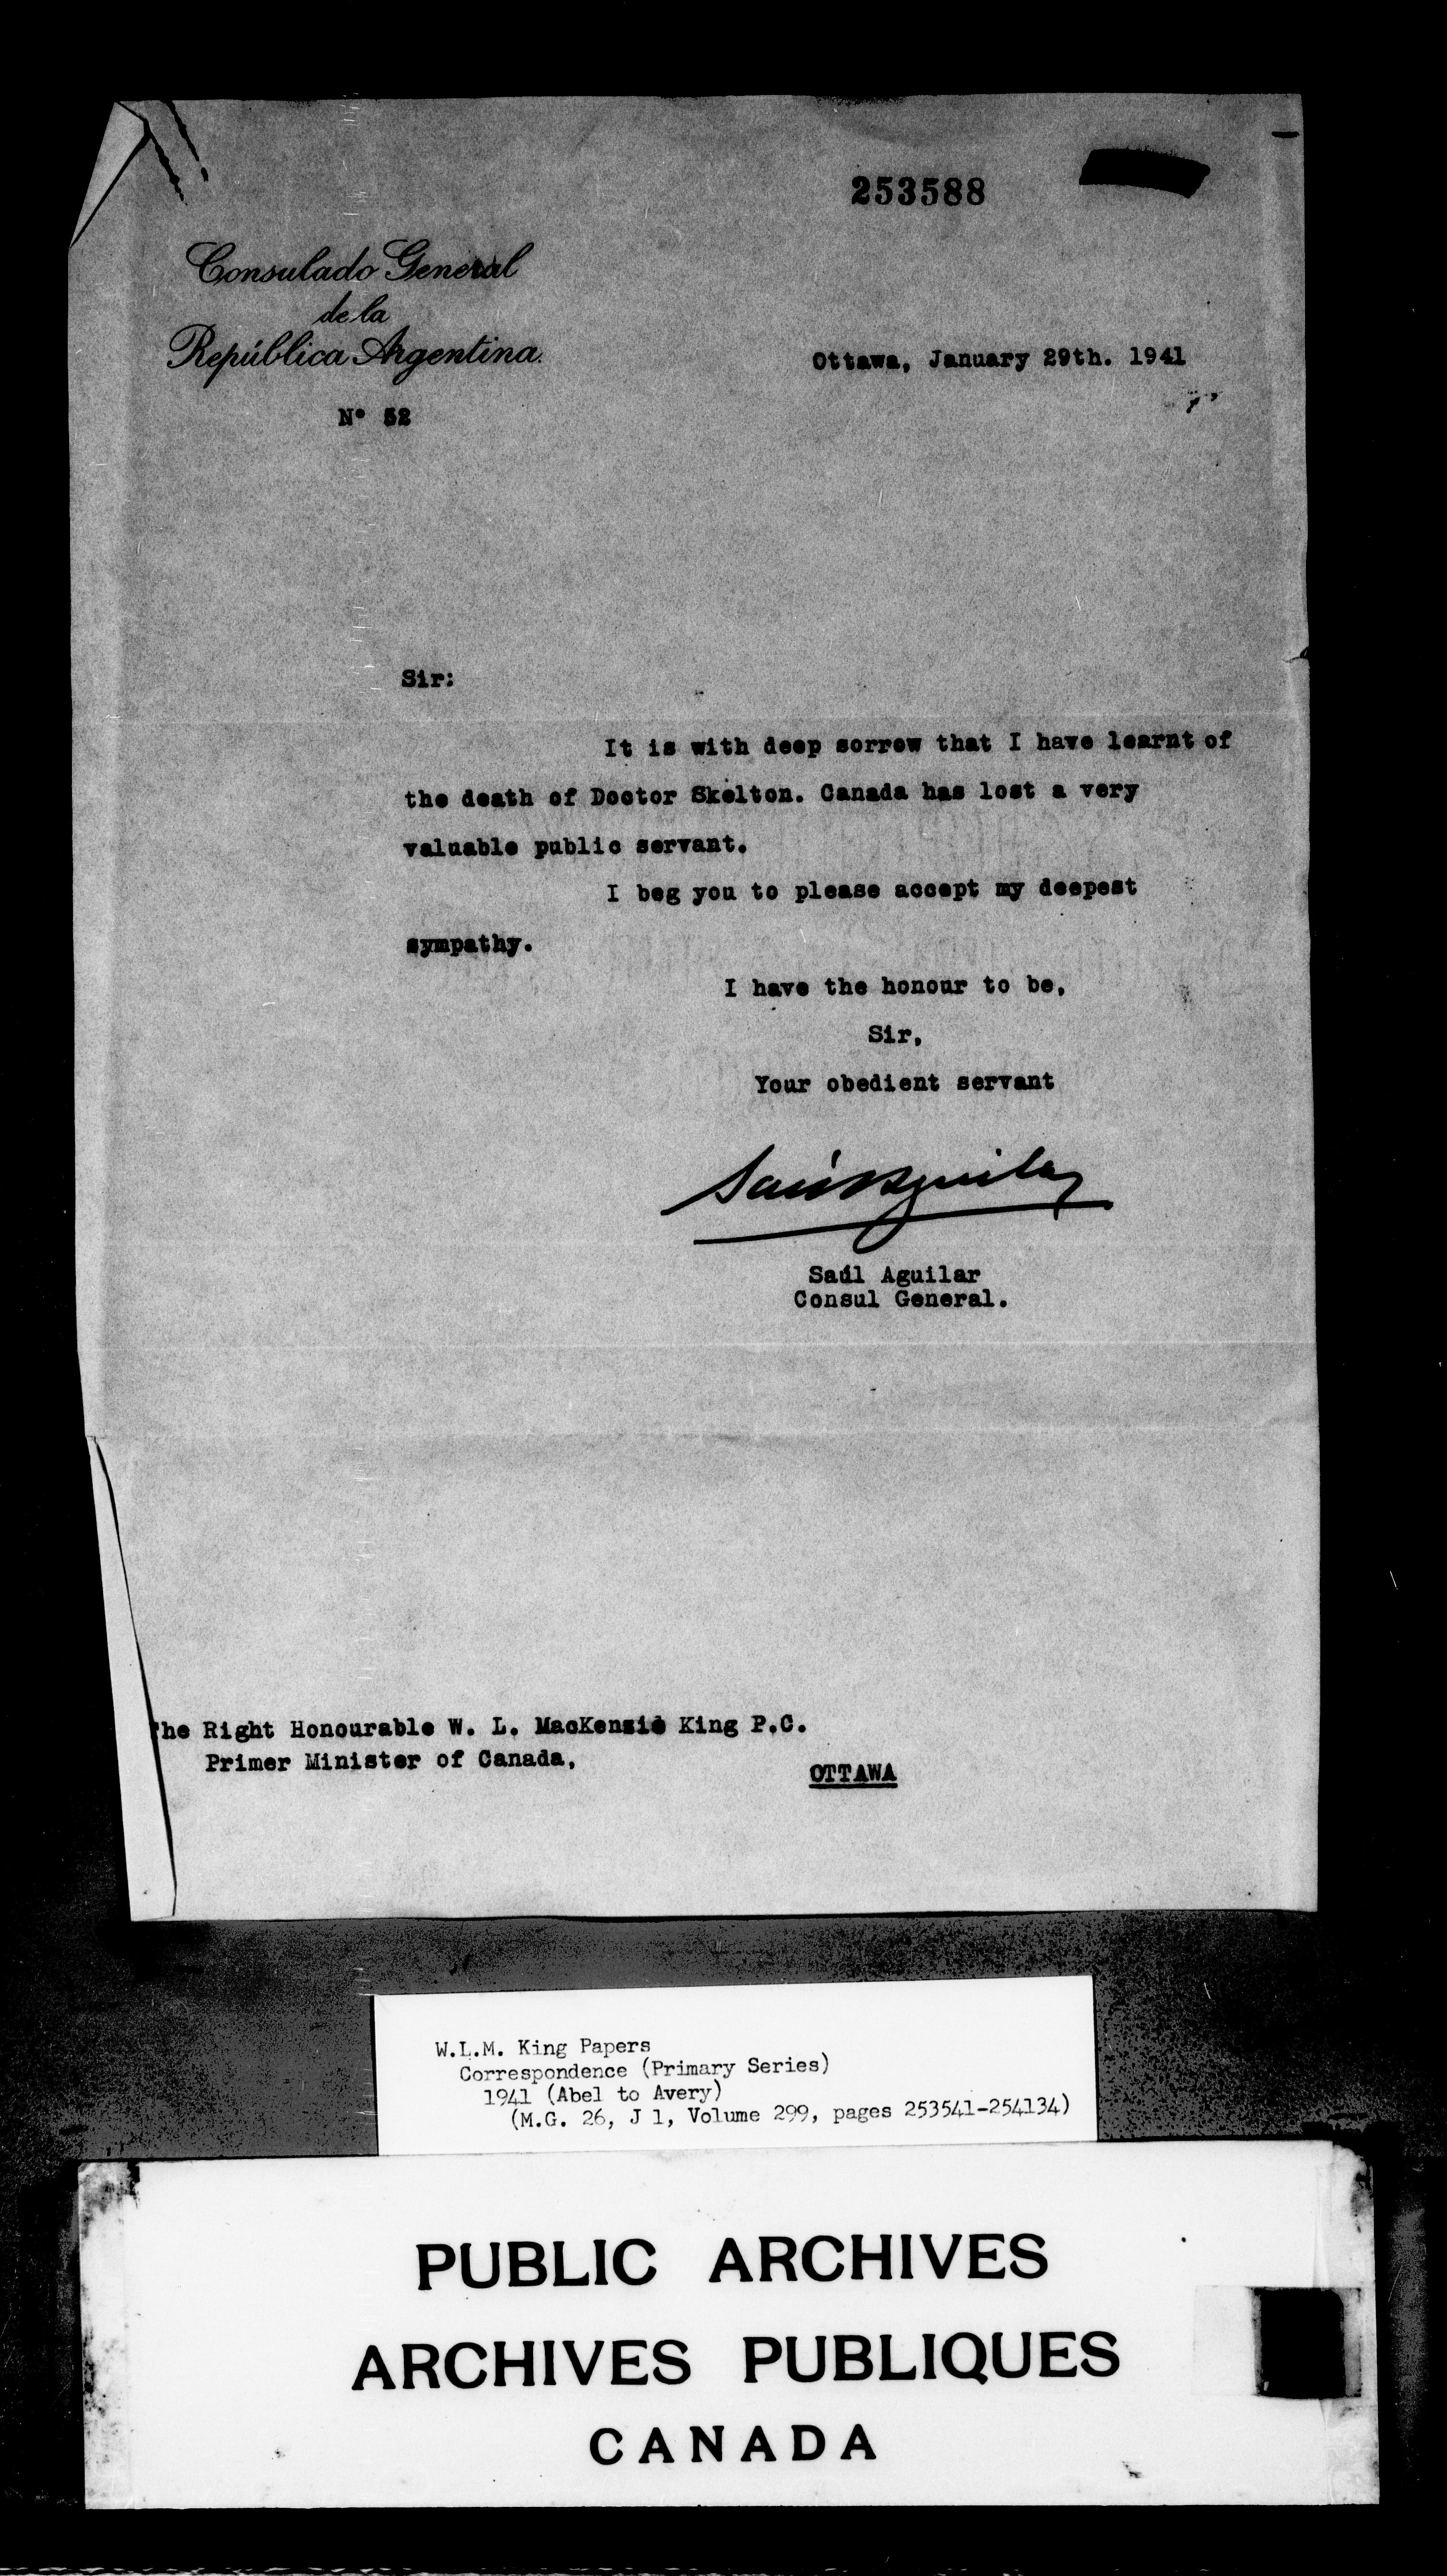 253588
Consulado General
de la
República Argentina.
Ottawa, January 29th. 1941
N° 52
Sir:
It is with deep sorrow that I have learnt of
the death of Doctor Skelton. Canada has lost a very
valuable public servant.
I beg you to please accept my deepest
sympathy.
I have the honour to be,
Sir,
Your obedient servant
Saúl Aguilar
Saúl Aguilar
Consul General.
The Right Honourable W. L. MacKenzie King P.C.
Primer Minister of Canada,
OTTAWA
W.L.M. King Papers
Correspondence (Primary Series)
1941 (Abel to Avery)
(M.G. 26, J 1, Volume 299, pages 253541-254134)
PUBLIC ARCHIVES
ARCHIVES PUBLIQUES
CANADA